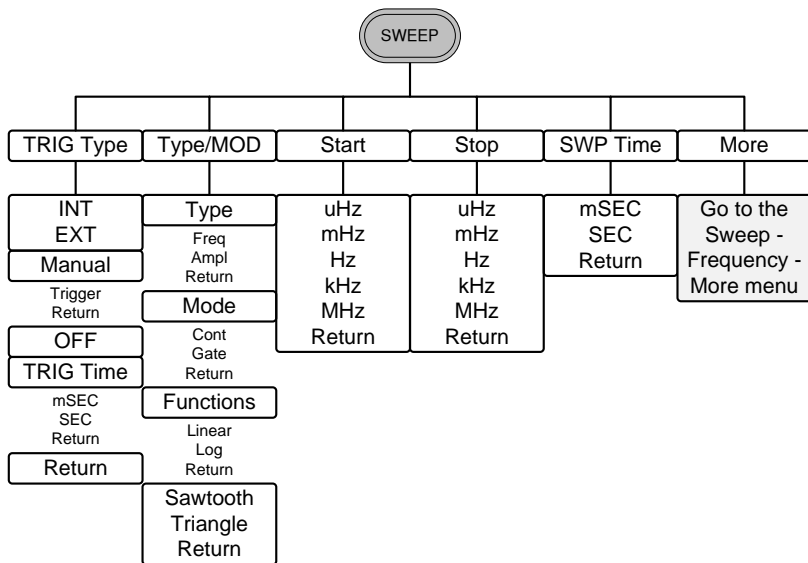 SWEEP
TRIG Type
Type/MOD
Start
Stop
SWP Time
More
INT
EXT
Manual
Trigger
Return
OFF
TRIG Time
mSEC
SEC
Return
Return
Type
Freq
Ampl
Return
Mode
Cont
Gate
Return
Functions
Linear
Log
Return
Sawtooth
Triangle
Return
uHz
mHz
Hz
kHz
MHz
Return
uHz
mHz
Hz
kHz
MHz
Return
mSEC
SEC
Return
Go to the
Sweep -
Frequency -
More menu